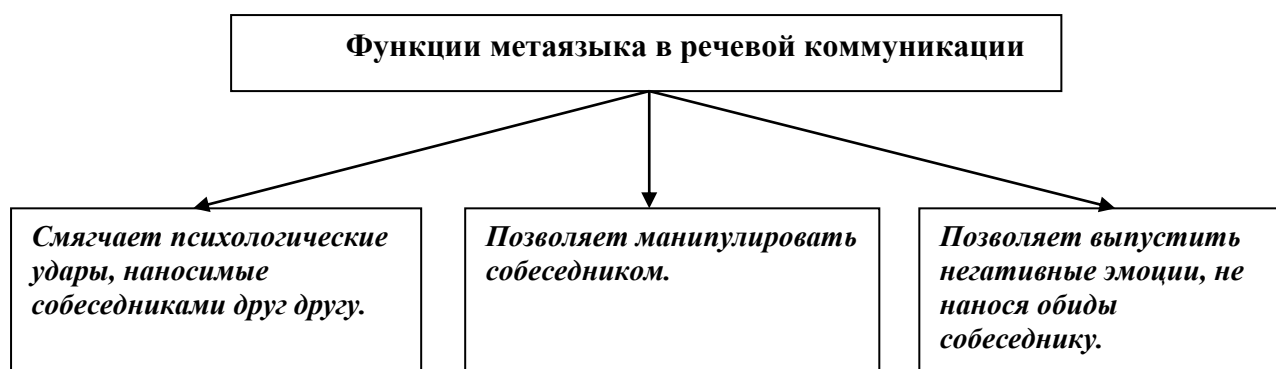 Функции метаязыка в речевой коммуникации
Смягчает психологические
удары, наносимые
собеседниками друг другу.
Позволяет манипулировать
собеседником.
Позволяет выпустить
негативные эмоции, не
нанося обиды
собеседнику.